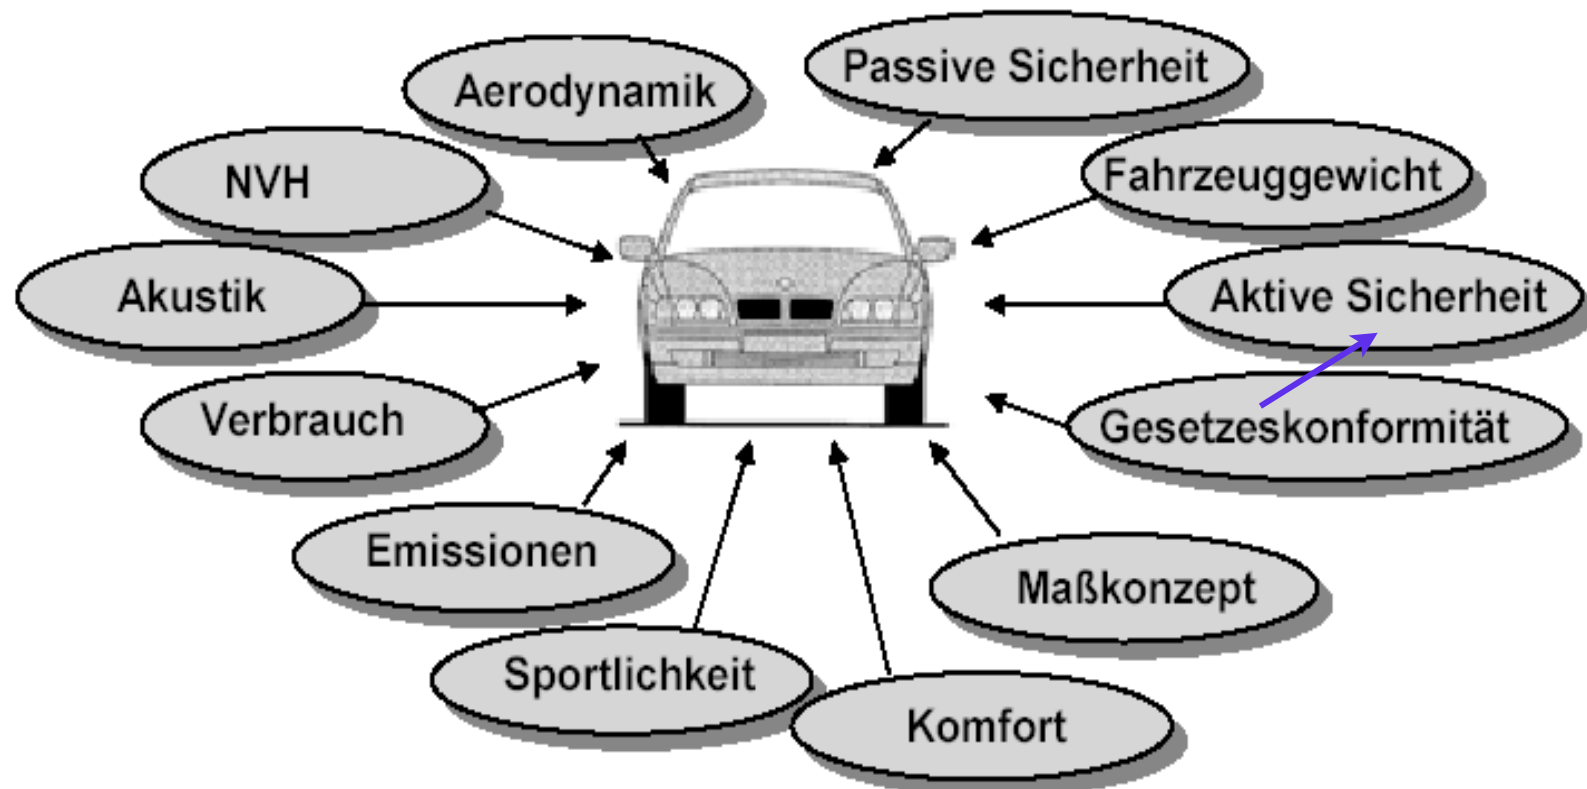 Aerodynamik
Passive Sicherheit
NVH
Fahrzeuggewicht
Akustik
Aktive Sicherheit
Verbrauch
Gesetzeskonformität
Emissionen
Maßkonzept
Sportlichkeit
Komfort